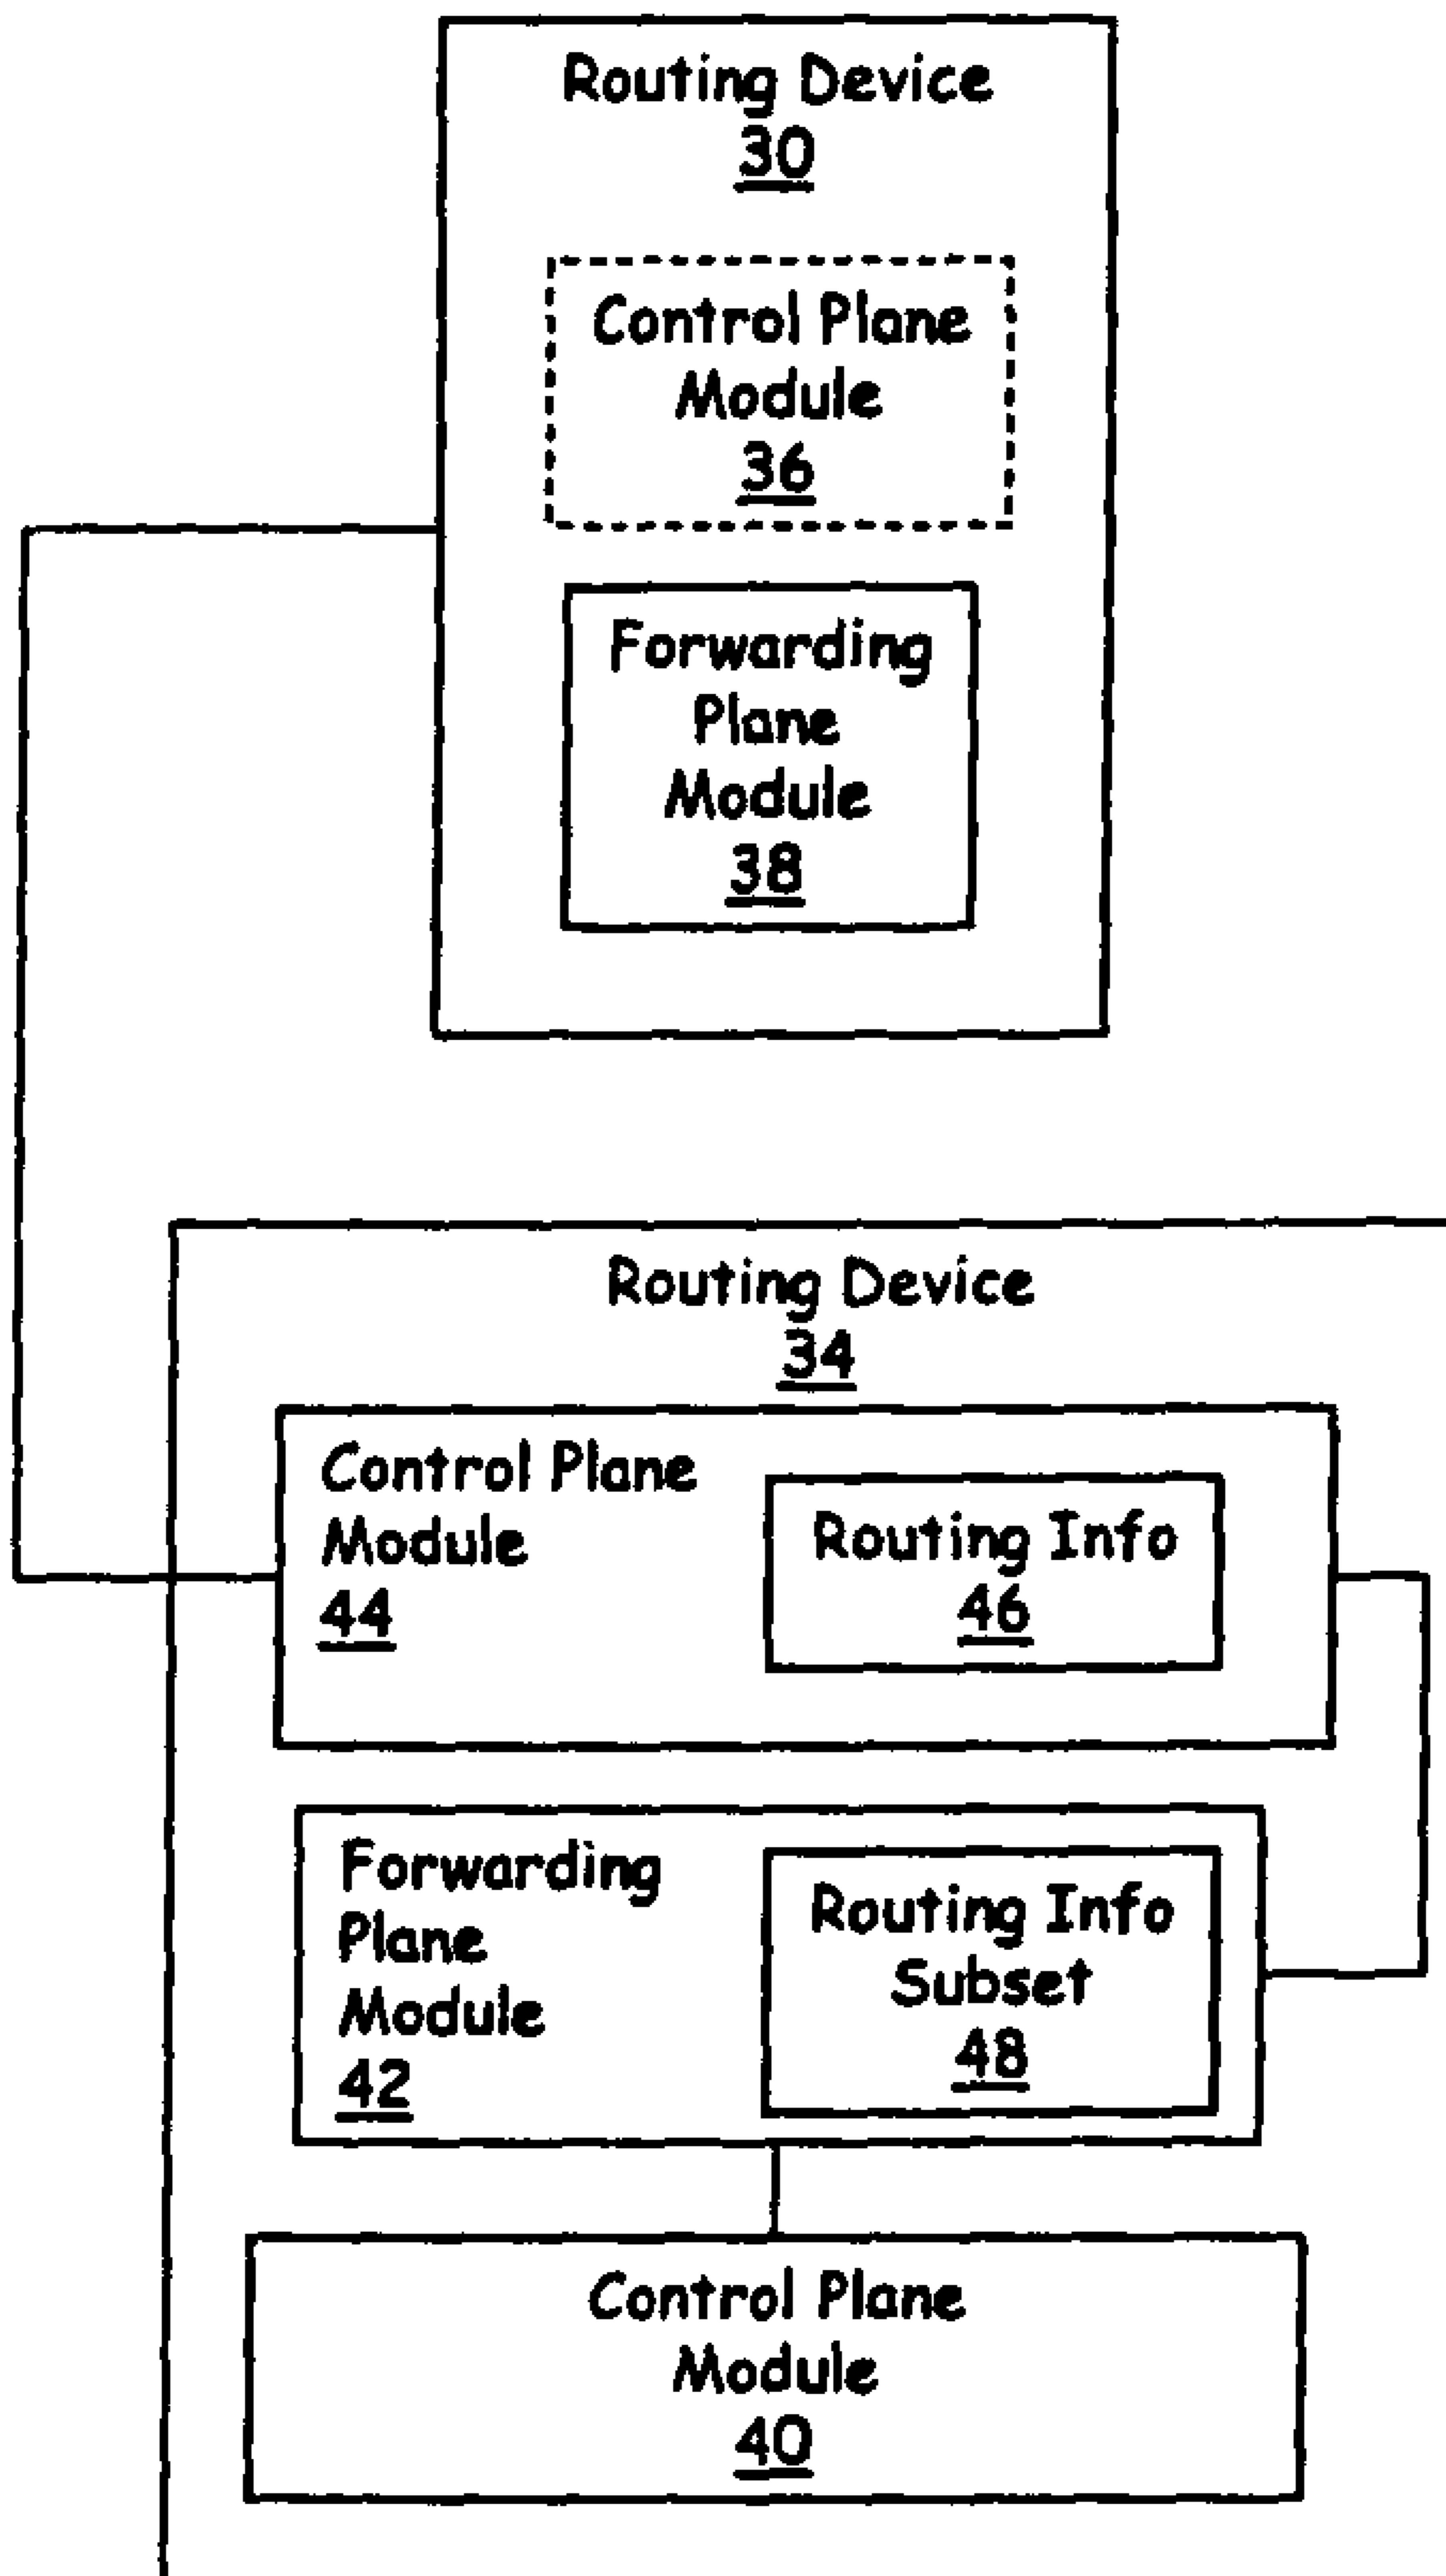 Routing Device
30
Control Plane
Module
36
Forwarding
Plane
Module
38
Routing Device
34
Control Plane
Module
44
Routing Info
46
Forwarding
Plane
Module
42
Routing Info
Subset
48
Control Plane
Module
40